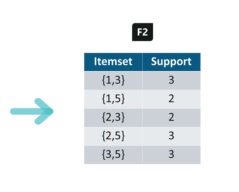 F2
Itemset Support
{1,3} 3
{1,5} 2
{2,3} 2
{2,5} 3
{3,5} 3